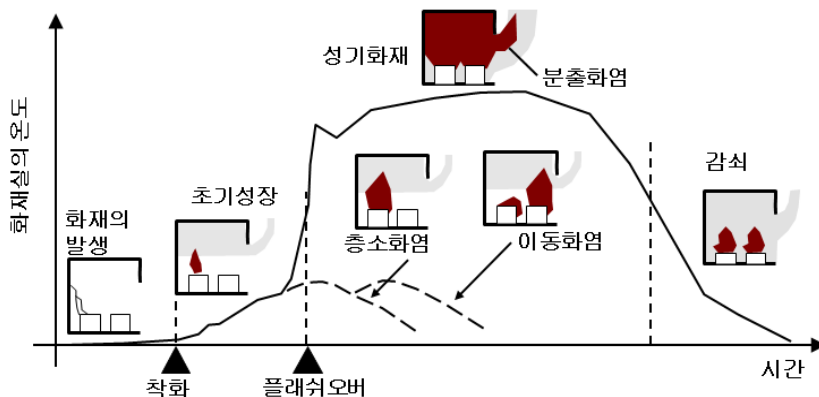 화재실의 온도
성기화재
분출화염
초기성장
감쇠
화재의
발생
층소화염
이동화염
시간
착화
플래쉬오버